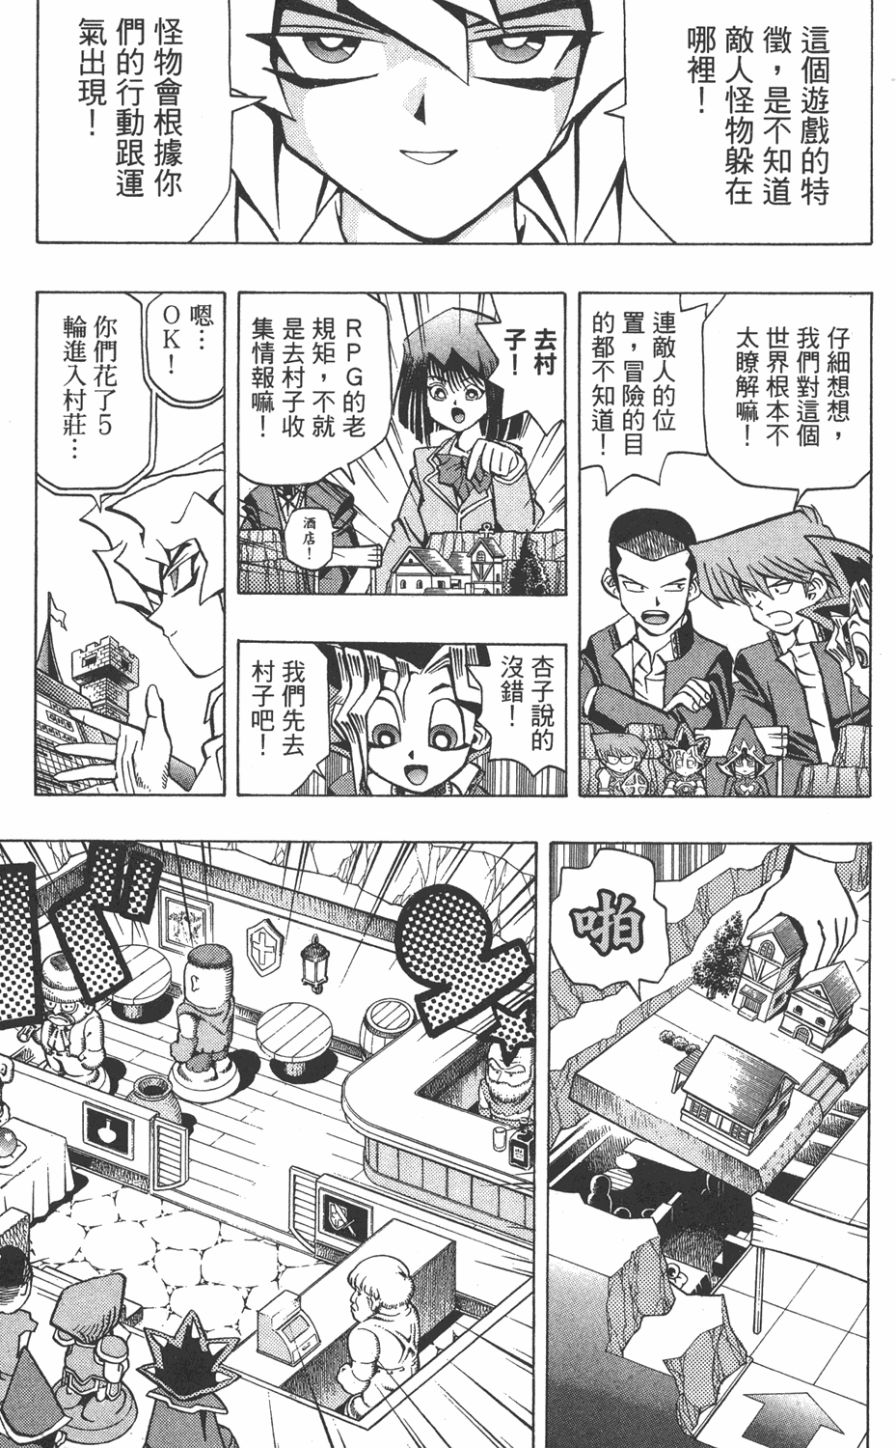 這個遊戲的特
徵，是不知道
敵人怪物躲在
哪裡！
怪物會根據你
們的行動跟運
氣出現！
仔細想想，
我們對這個
世界根本不
太瞭解嘛！
連敵人的位
置，冒險的目
的都不知道！
去村
子！
RPG的老
規矩，不就
是去村子收
集情報嘛！
酒店！
杏子說的
沒錯！
我們先去
村子吧！
嗯…
OK！
你們花了5
輪進入村莊…
啪